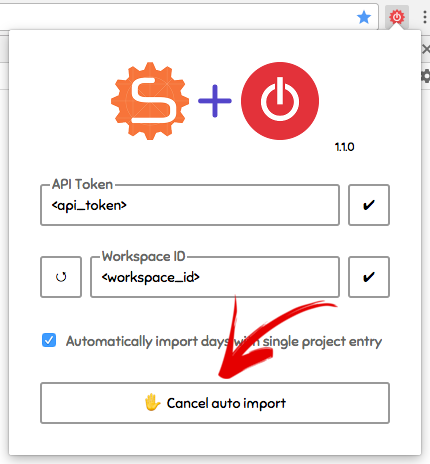 1.1.0
API Token
<api_token>
Workspace ID
<workspace_id>
Automatically import days with single project entry
Cancel auto import